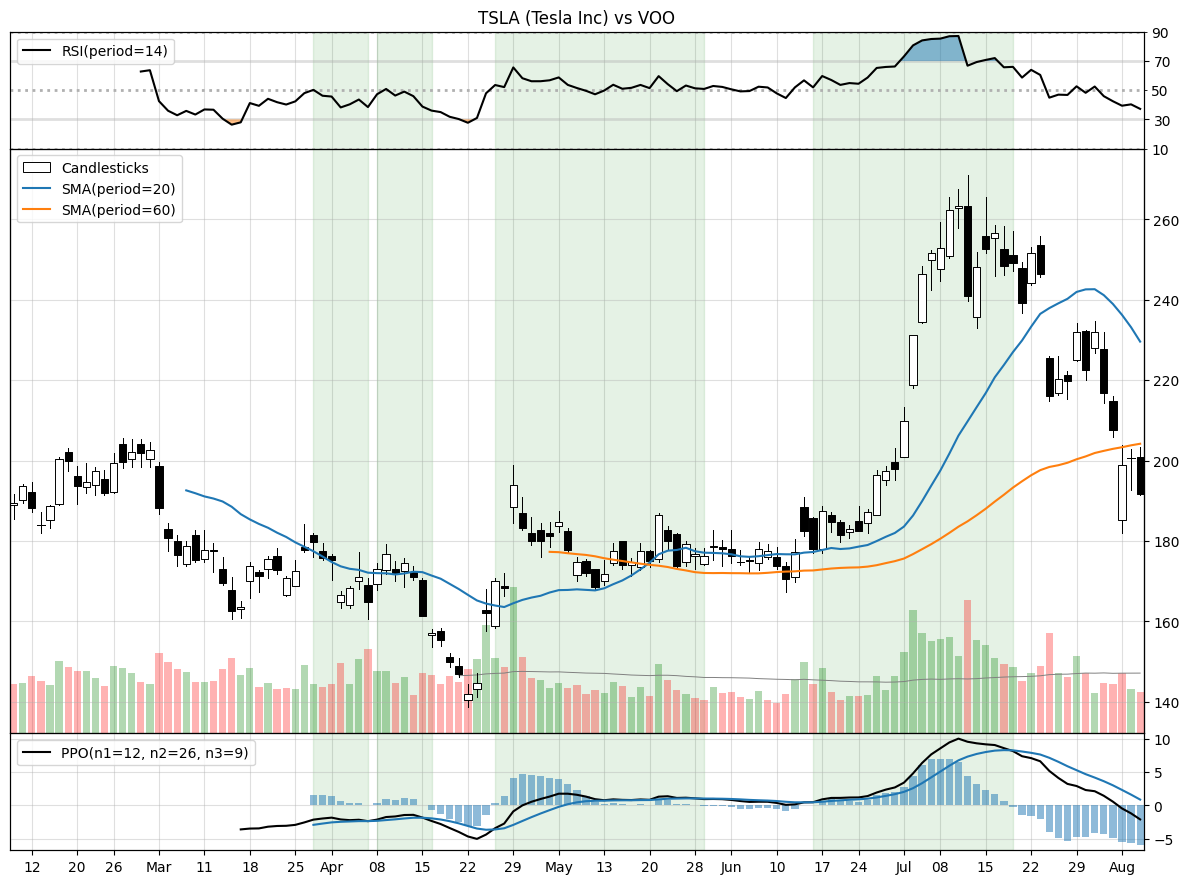 TSLA (Tesla Inc) vs VOO
RSI(period=14)
90
70
50
30
10
Candlesticks
SMA(period=20)
SMA(period=60)
260
240
220
200
180
160
140
PPO(n1=12, n2=26, n3=9)
10
5
0
−5
12 20 26 Mar 11 18 25 Apr 08 15 22 29 May 13 20 28 Jun 10 17 24 Jul 08 15 22 29 Aug